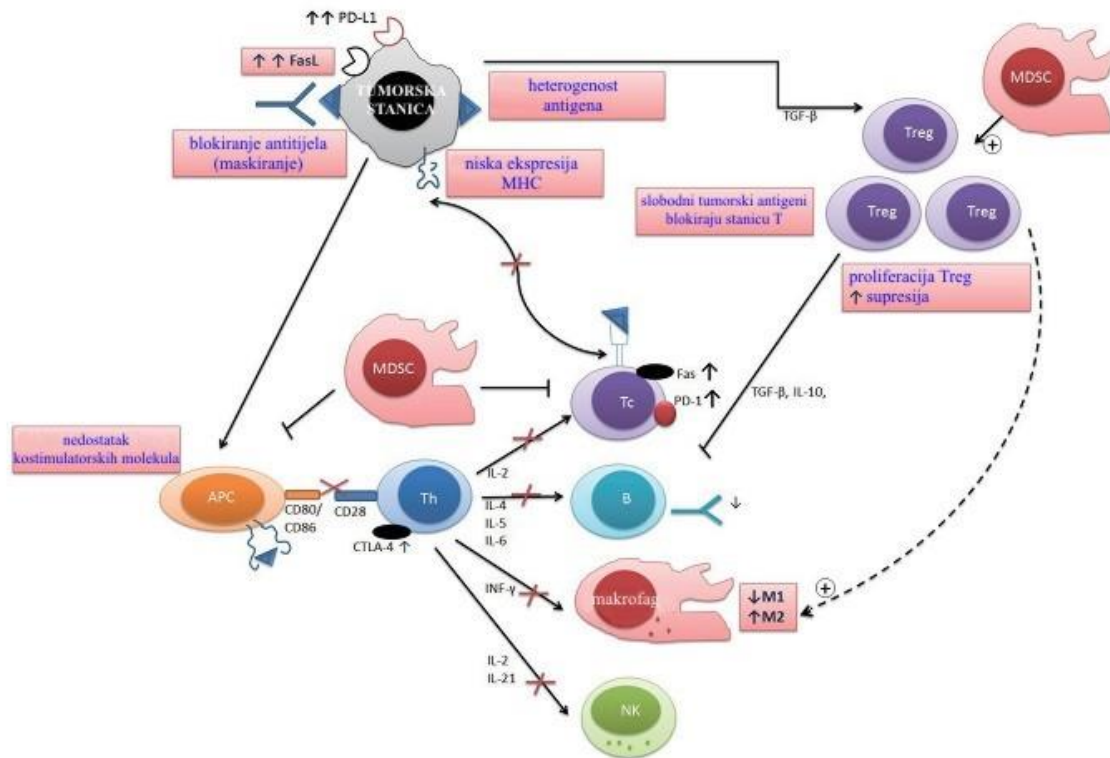 ↑↑ PD-L1
↑ ↑ FasL
TUMORSKA
STANICA
heterogenost
antigena
blokiranje antitijela
(maskiranje)
niska ekspresija
MHC
TGF-β
MDSC
Treg
+
Treg
Treg
slobodni tumorski antigeni
blokiraju stanicu T
proliferacija Treg
↑ supresija
MDSC
Fas ↑
Tc
PD-1 ↑
TGF-β, IL-10,
nedostatak
kostimulatorskih molekula
APC
CD80/
CD86
CD28
Th
CTLA-4 ↑
IL-2
IL-4
IL-5
IL-6
B
↓
INF-γ
makrofag
↓M1
↑M2
+
IL-2
IL-21
NK